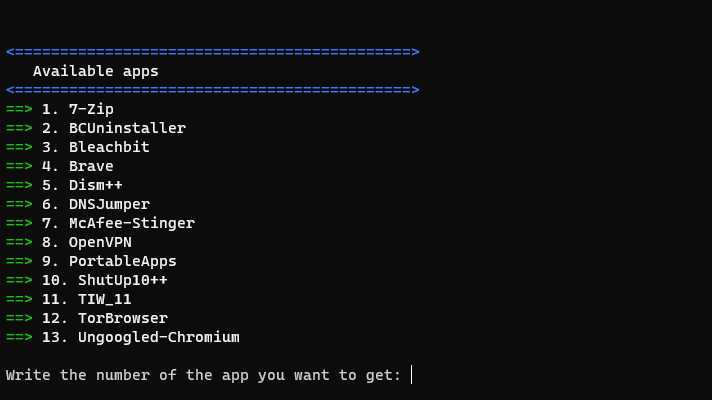 <============================================>
Available apps
<============================================>
==> 1. 7-Zip
==> 2. BCUninstaller
==> 3. Bleachbit
==> 4. Brave
==> 5. Dism++
==> 6. DNSJumper
==> 7. McAfee-Stinger
==> 8. OpenVPN
==> 9. PortableApps
==> 10. ShutUp10++
==> 11. TIW_11
==> 12. TorBrowser
==> 13. Ungoogled-Chromium
Write the number of the app you want to get: